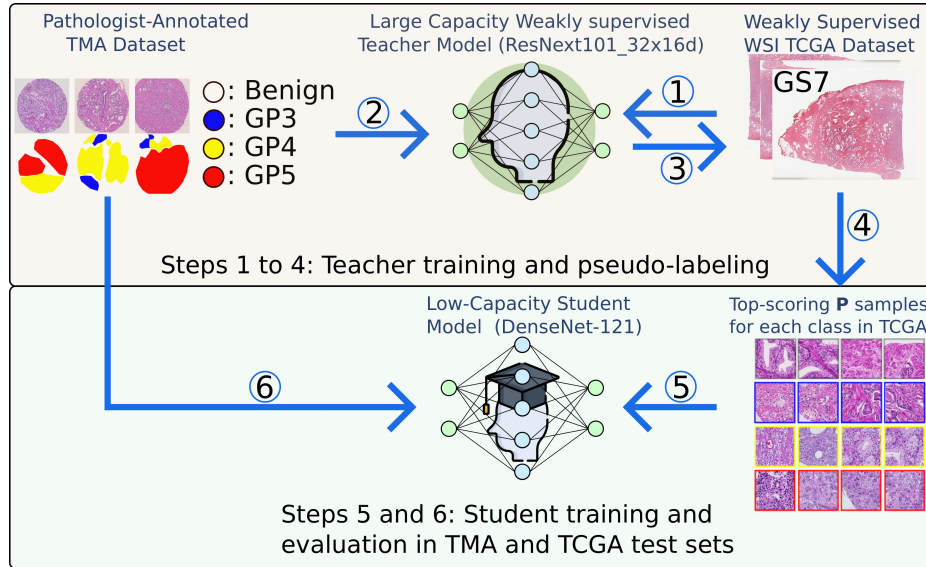 Pathologist-Annotated
TMA Dataset
Large Capacity Weakly supervised
Teacher Model (ResNext101_32x16d)
Weakly Supervised
WSI TCGA Dataset
GS7
: Benign
: GP3
: GP4
: GP5
2
1
3
4
Steps 1 to 4: Teacher training and pseudo-labeling
Low-Capacity Student
Model (DenseNet-121)
Top-scoring P samples
for each class in TCGA
6
5
Steps 5 and 6: Student training and
evaluation in TMA and TCGA test sets